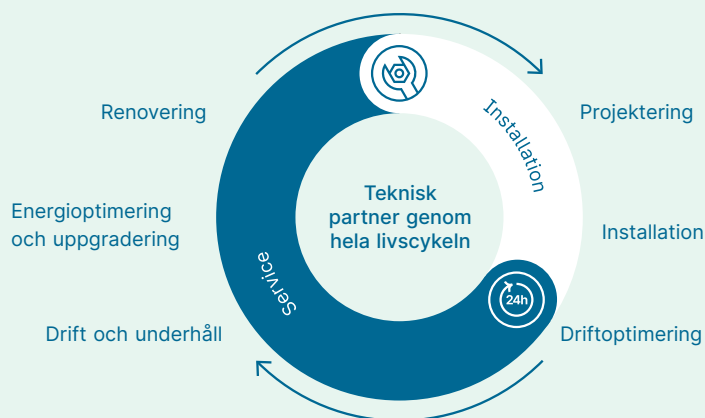 Renovering
Projektering
Installation
Teknisk
partner genom
hela livscykeln
Energioptimering
och uppgradering
Installation
Service
24h
Drift och underhåll
Driftoptimering